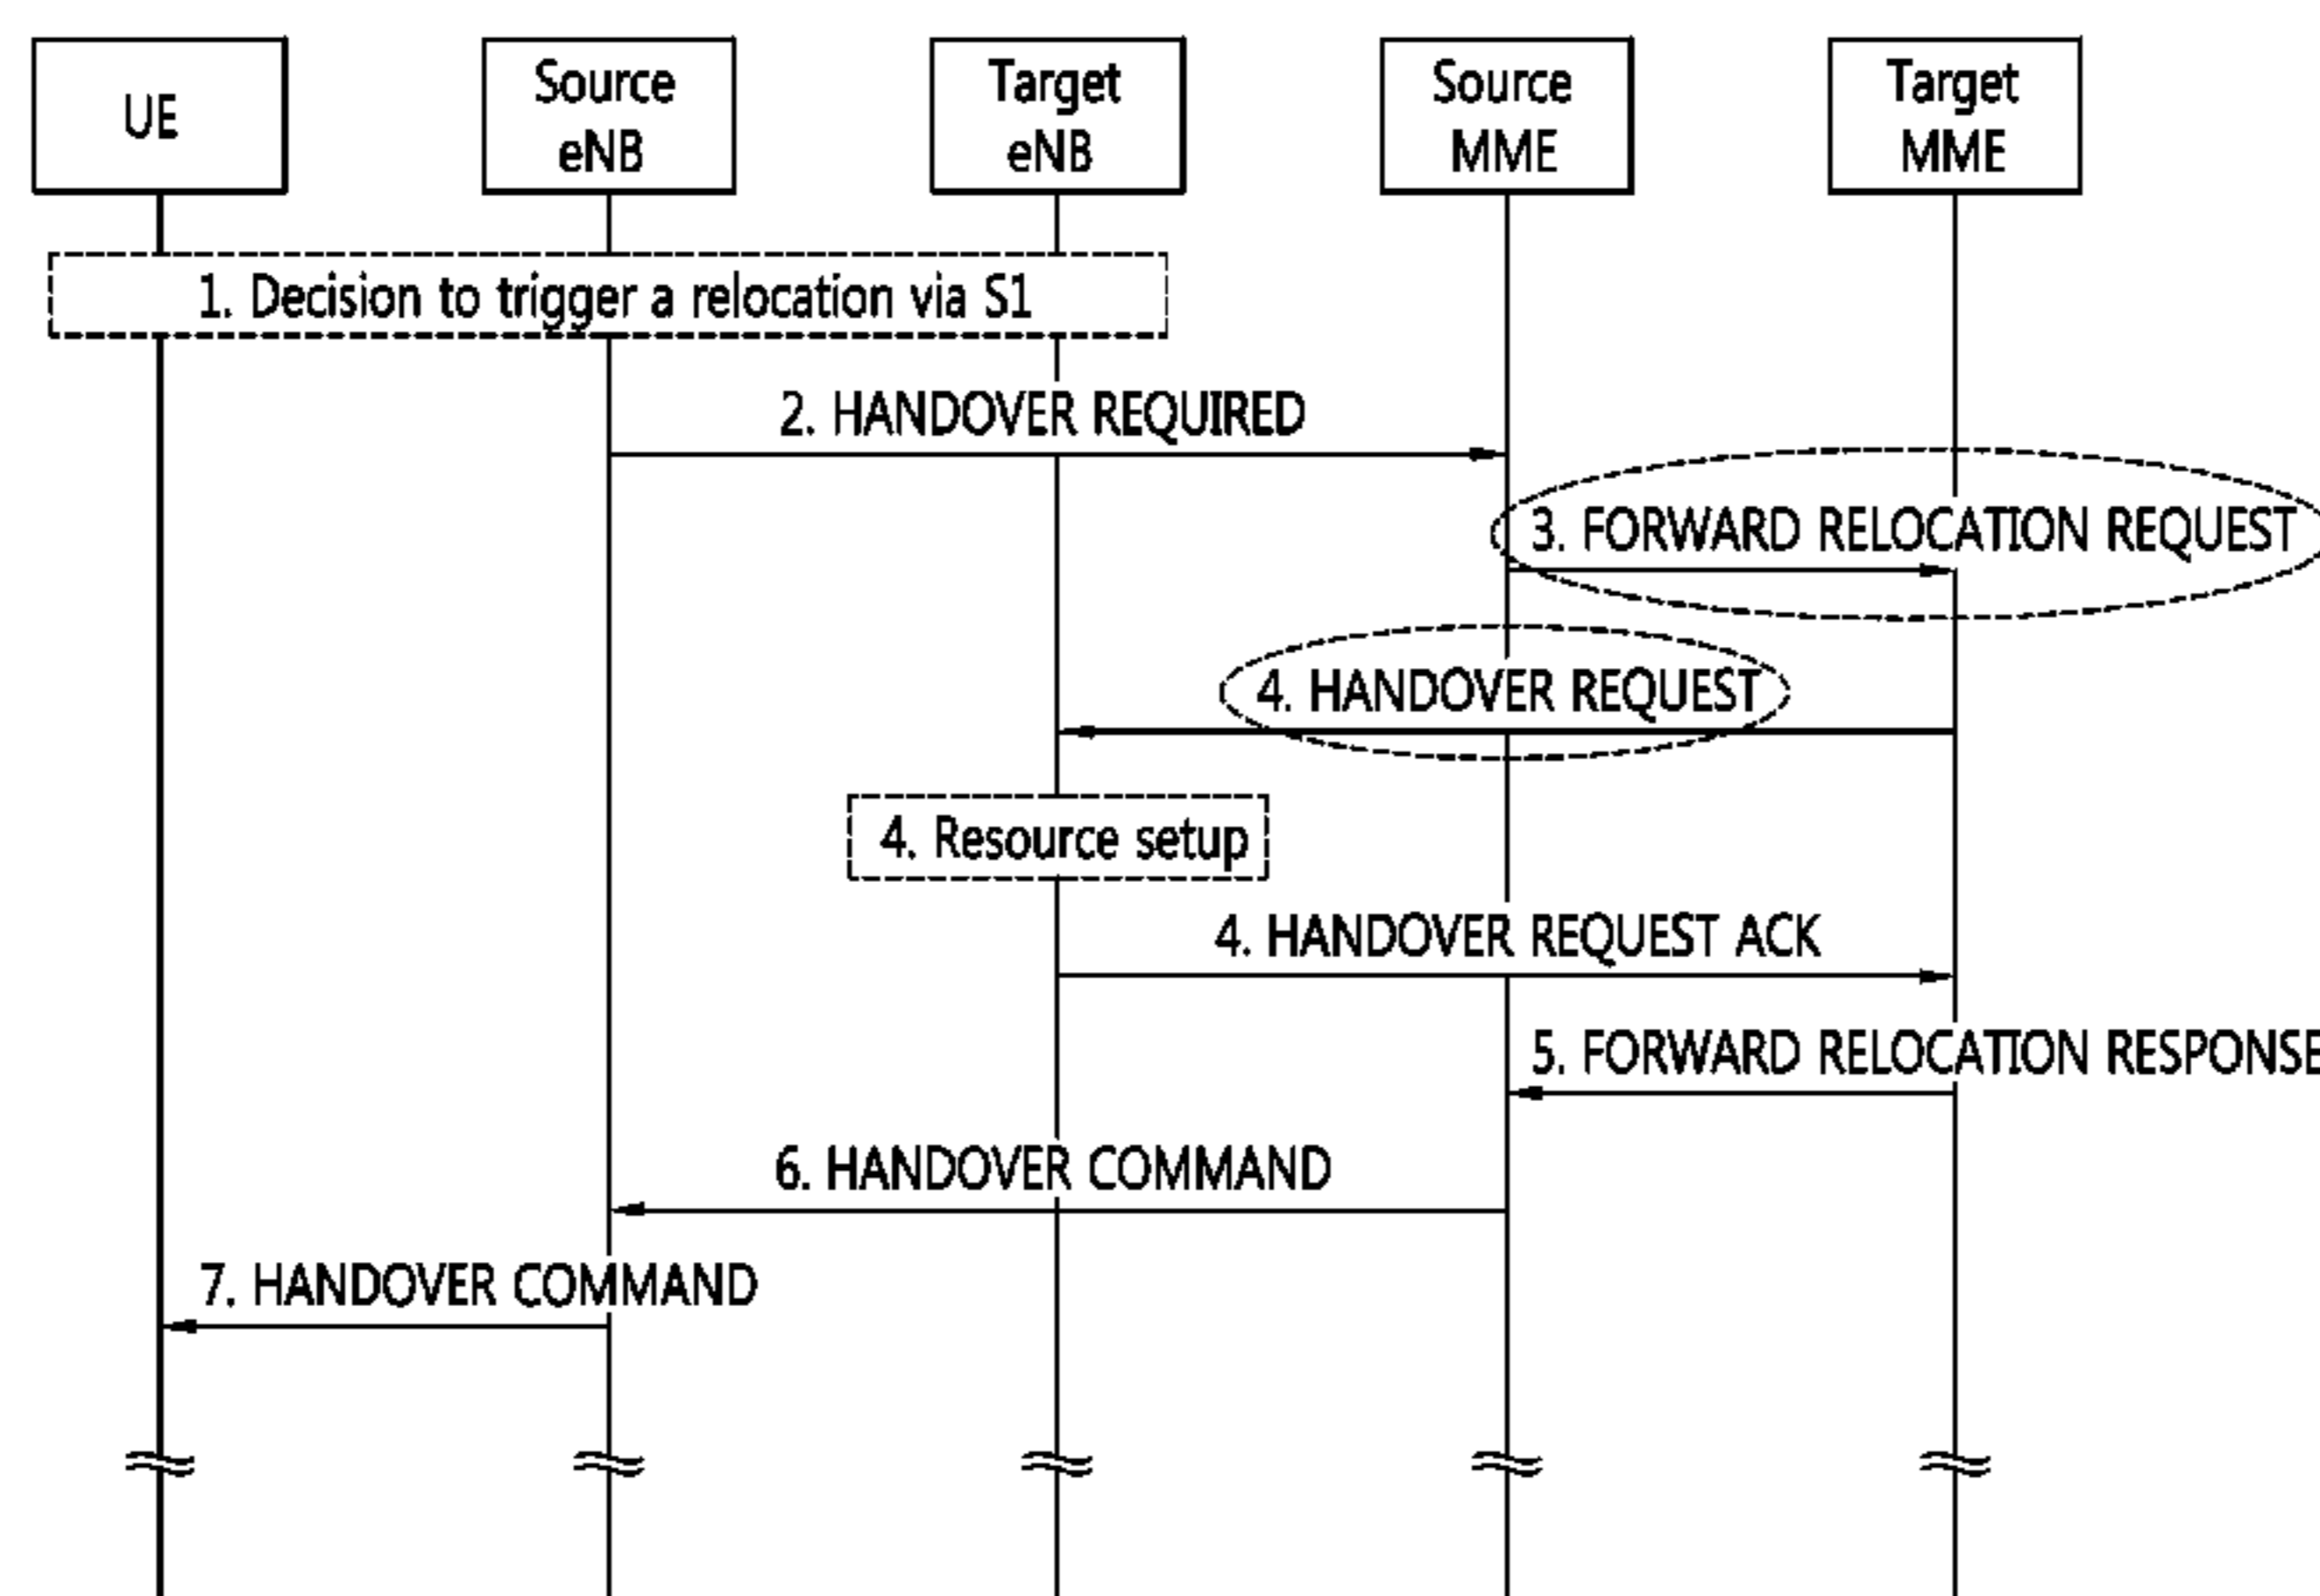 UE
Source
eNB
Target
eNB
Source
MME
Target
MME
1. Decision to trigger a relocation via S1
2. HANDOVER REQUIRED
3. FORWARD RELOCATION REQUEST
4. HANDOVER REQUEST
4. Resource setup
4. HANDOVER REQUEST ACK
5. FORWARD RELOCATION RESPONSE
6. HANDOVER COMMAND
7. HANDOVER COMMAND